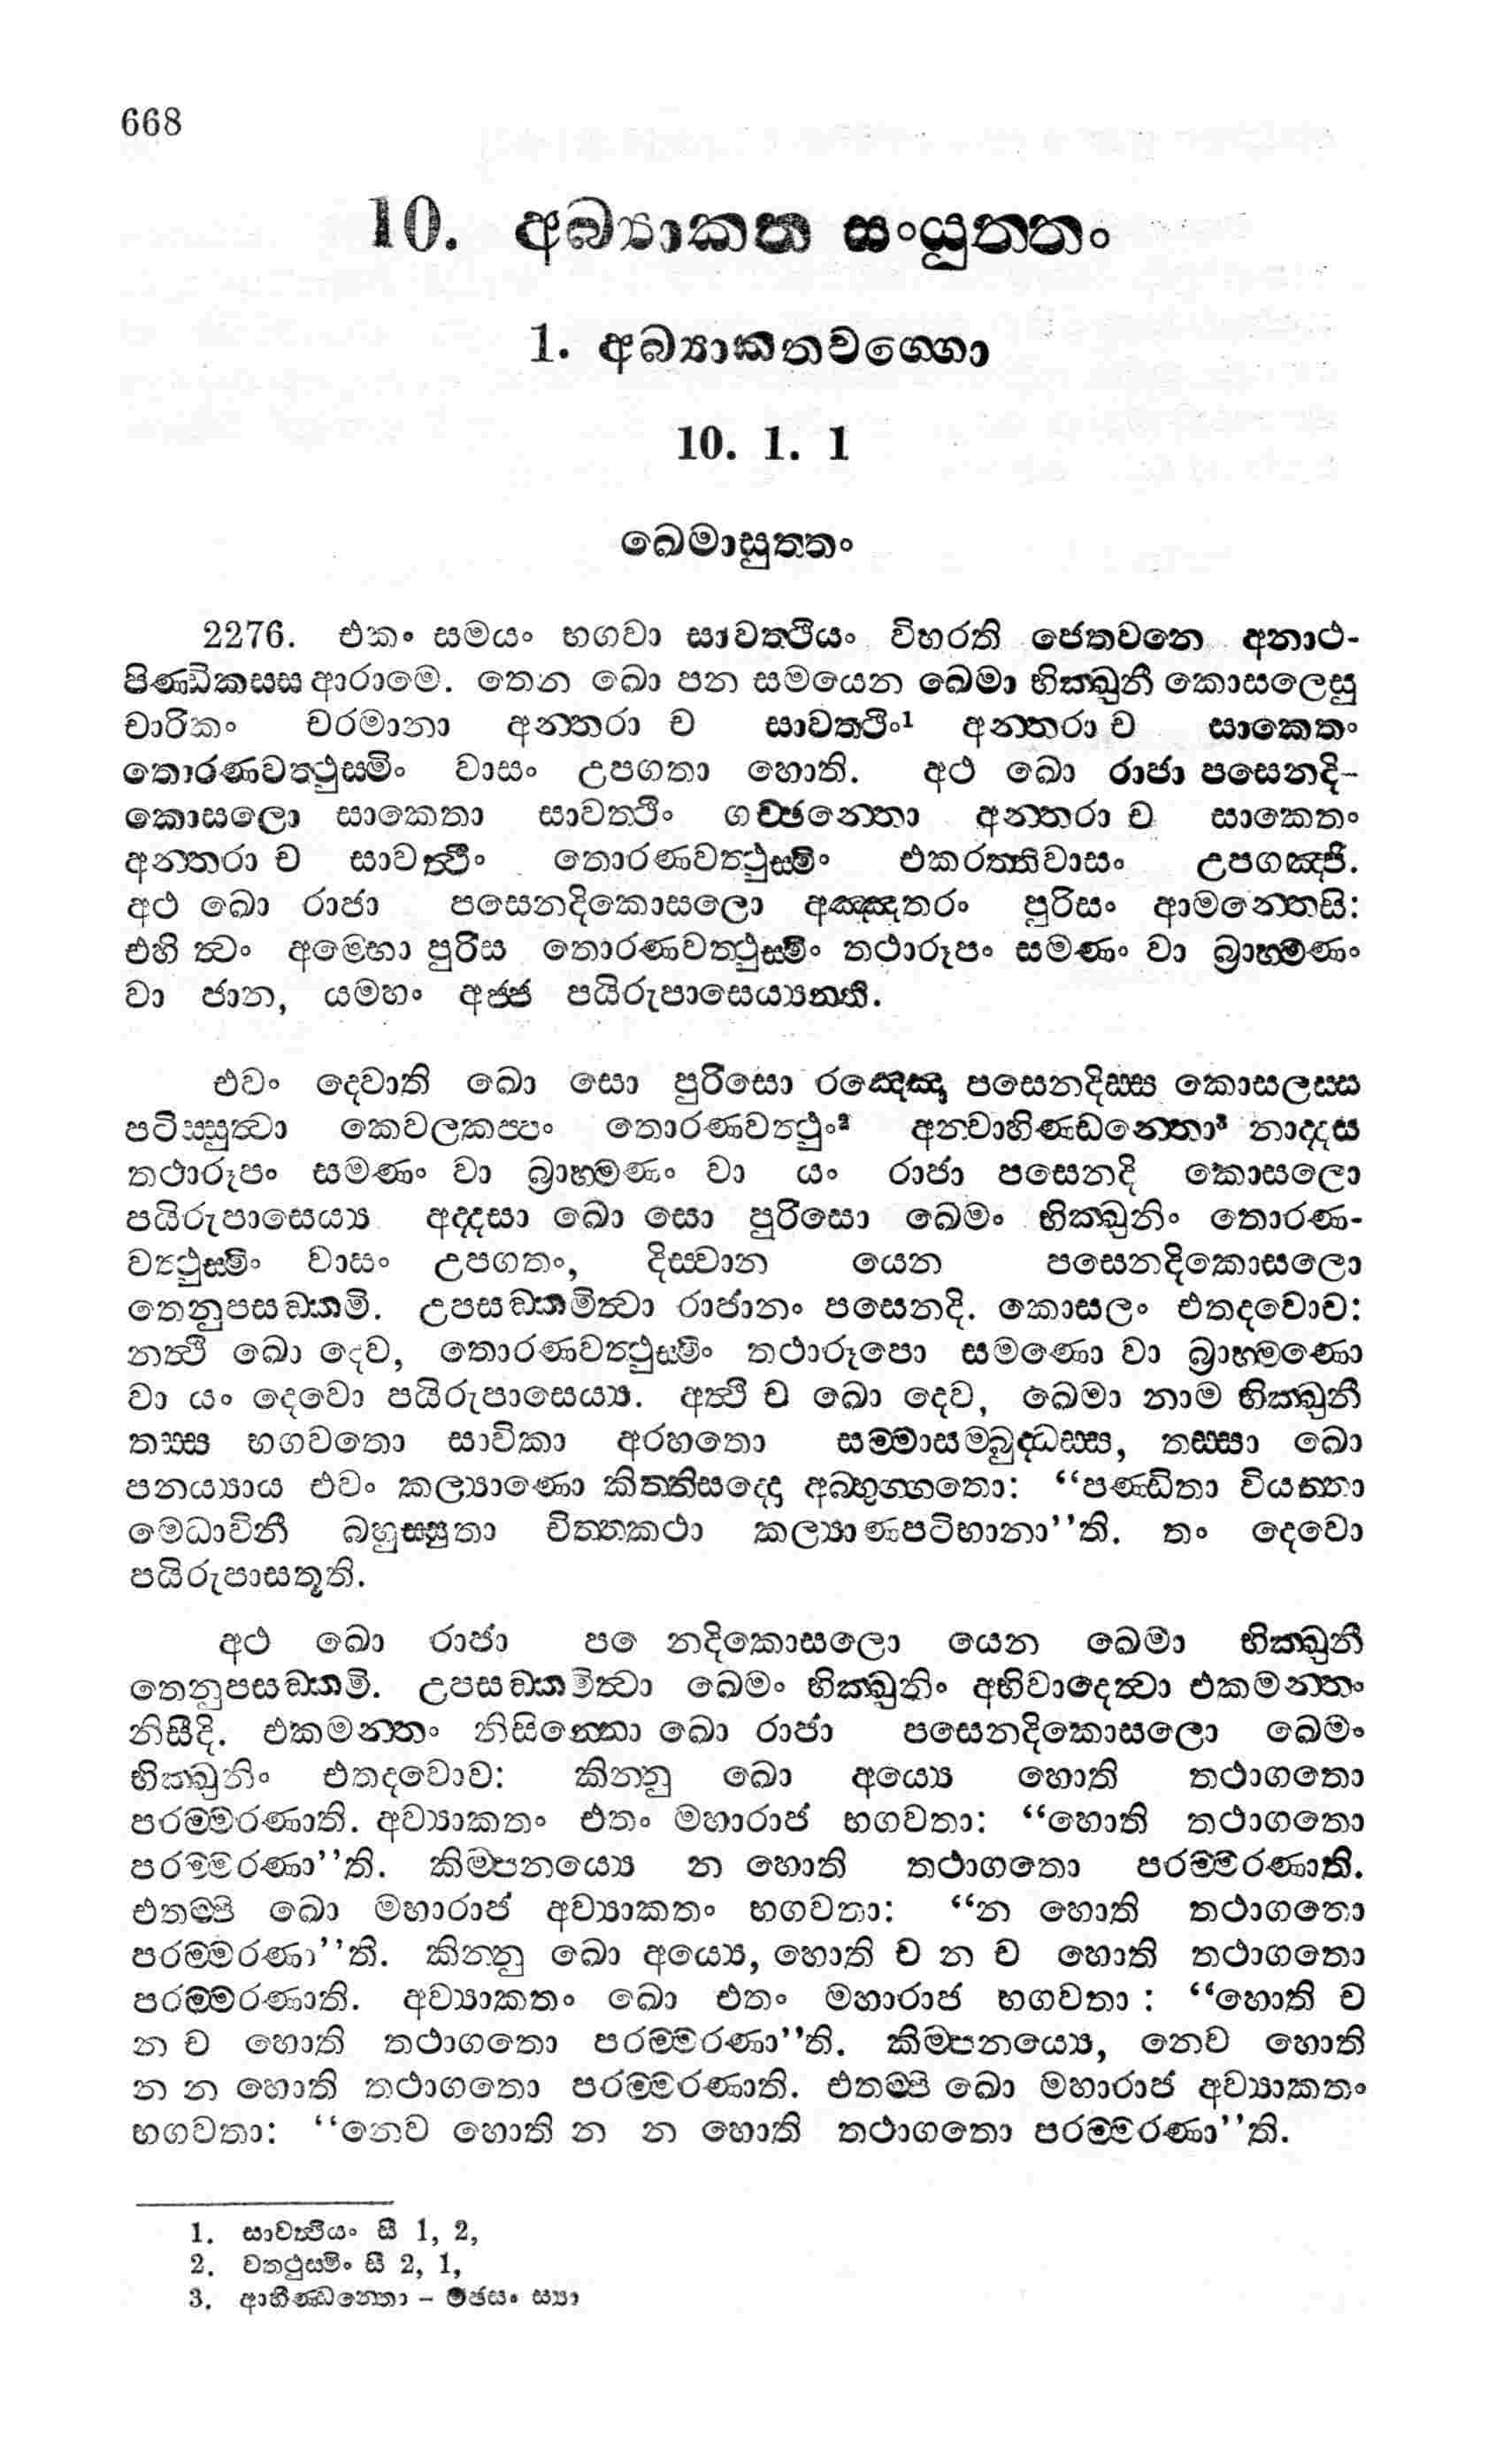 668
10. අබ්‍යාකත සංයුත්තං
1. අබ්‍යාකතවග්ගො
10. 1. 1
ඛෙමාසුත්තං
2276. එකං සමයං භගවා සාවත්‍ථියං විහරති ජෙතවනෙ අනාථ-
පිණ්ඩිකස්ස ආරාමෙ. තෙන ඛො පන සමයෙන ඛෙමා භික්ඛුනී කොසලෙසු
චාරිකං චරමානා අන්තරා ච සාවත්‍ථිං1 අන්තරා ච සාකෙතං
තොරණවත්‍ථුස්මිං වාසං උපගතා හොති. අථ ඛො රාජා පසෙනදි-
කොසලො සාකෙතා සාවත්‍ථිං ගච්ඡන්තො අන්තරා ච සාකෙතං
අන්තරා ච සාවත්‍ථිං තොරණවත්‍ථුස්මිං එකරත්තිවාසං උපගඤ්ඡි.
අථ ඛො රාජා පසෙනදිකොසලො අඤ්ඤතරං පුරිසං ආමන්තෙසි:
එහි ත්‍වං අම්භො පුරිස තොරණවත්‍ථුස්මිං තථාරූපං සමණං වා බ්‍රාහ්මණං
වා ජාන, යමහං අජ්ජ පයිරුපාසෙය්‍යන්ති.
එවං දෙවාති ඛො සො පුරිසො රඤ්ඤො පසෙනදිස්ස කොසලස්ස
පටිස්සුත්‍වා කෙවලකප්පං තොරණවත්‍ථුං2 අන්‍වාහිණ්ඩන්තො3 නාද්දස
තථාරූපං සමණං වා බ්‍රාහ්මණං වා යං රාජා පසෙනදි කොසලො
පයිරුපාසෙය්‍ය අද්දසා ඛො සො පුරිසො ඛෙමං භික්ඛුනිං තොරණ-
වත්‍ථුස්මිං වාසං උපගතං, දිස්වාන යෙන පසෙනදිකොසලො
තෙනුපසඞ්කමි. උපසඞ්කමිත්‍වා රාජානං පසෙනදි. කොසලං එතදවොච:
නත්‍ථි ඛො දෙව, තොරණවත්‍ථුස්මිං තථාරූපො සමණො වා බ්‍රාහ්මණො
වා යං දෙවො පයිරුපාසෙය්‍ය. අත්‍ථි ච ඛො දෙව, ඛෙමා නාම භික්ඛුනී
තස්ස භගවතො සාවිකා අරහතො සම්මාසම්බුද්ධස්ස, තස්සා ඛො
පනය්‍යාය එවං කල්‍යාණො කිත්තිසද්දො අබ්භුග්ගතො: “පණ්ඩිතා වියත්තා
මෙධාවිනී බහුස්සුතා චිත්තකථා කල්‍යාණපටිභානා”ති. තං දෙවො
පයිරුපාසතූති.
අථ ඛො රාජා පෙ නදිකොසලො යෙන ඛෙමා භික්ඛුනී
තෙනුපසඞ්කමි. උපසඞ්කමිත්‍වා ඛෙමං භික්ඛුනිං අභිවාදෙත්‍වා එකමන්තං
නිසීදි. එකමන්තං නිසින්නො ඛො රාජා පසෙනදිකොසලො ඛෙමං
භික්ඛුනිං එතදවොච: කින්නු ඛො අය්‍යෙ හොති තථාගතො
පරම්මරණාති. අව්‍යාකතං එතං මහාරාජ භගවතා: “හොති තථාගතො
පරම්මරණා”ති. කිම්පනය්‍යෙ න හොති තථාගතො පරම්මරණාති.
එතම්පි ඛො මහාරාජ අව්‍යාකතං භගවතා: “න හොති තථාගතො
පරම්මරණා”ති. කින්නු ඛො අය්‍යෙ, හොති ච න ච හොති තථාගතො
පරම්මරණාති. අව්‍යාකතං ඛො එතං මහාරාජ භගවතා : “හොති ච
න ච හොති තථාගතො පරම්මරණා”ති. කිම්පනය්‍යෙ, නෙව හොති
න න හොති තථාගතො පරම්මරණාති. එතම්පි ඛො මහාරාජ අව්‍යාකතං
භගවතා: “නෙව හොති න න හොති තථාගතො පරම්මරණා”ති.
1. සාවත්‍ථියං සී 1, 2,
2. වත්‍ථුස්මිං සී 2, 1,
3. ආහිණ්ඩන්තො - මඡසං ස්‍යා